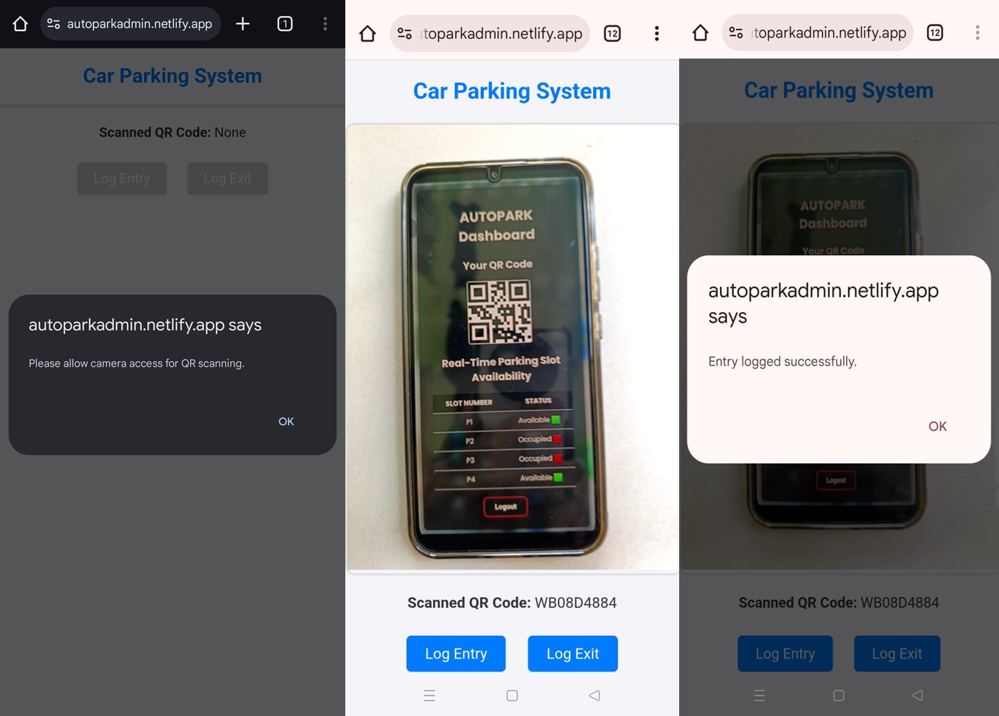 autoparkadmin.netlify.app
1
Car Parking System
Scanned QR Code: None
Log Entry
Log Exit
autoparkadmin.netlify.app says
Please allow camera access for QR scanning.
OK
toparkadmin.netlify.app
12
Car Parking System
AUTOPARK
Dashboard
Your QR Code
Real-Time Parking Slot
Availability
SLOT NUMBER STATUS
P1 Available
P2 Occupied
P3 Occupied
P4 Available
Logout
Scanned QR Code: WB08D4884
Log Entry
Log Exit
toparkadmin.netlify.app
12
Car Parking System
AUTOPARK
Dashboard
Your QR Code
autoparkadmin.netlify.app
says
Entry logged successfully.
OK
Logout
Scanned QR Code: WB08D4884
Log Entry
Log Exit